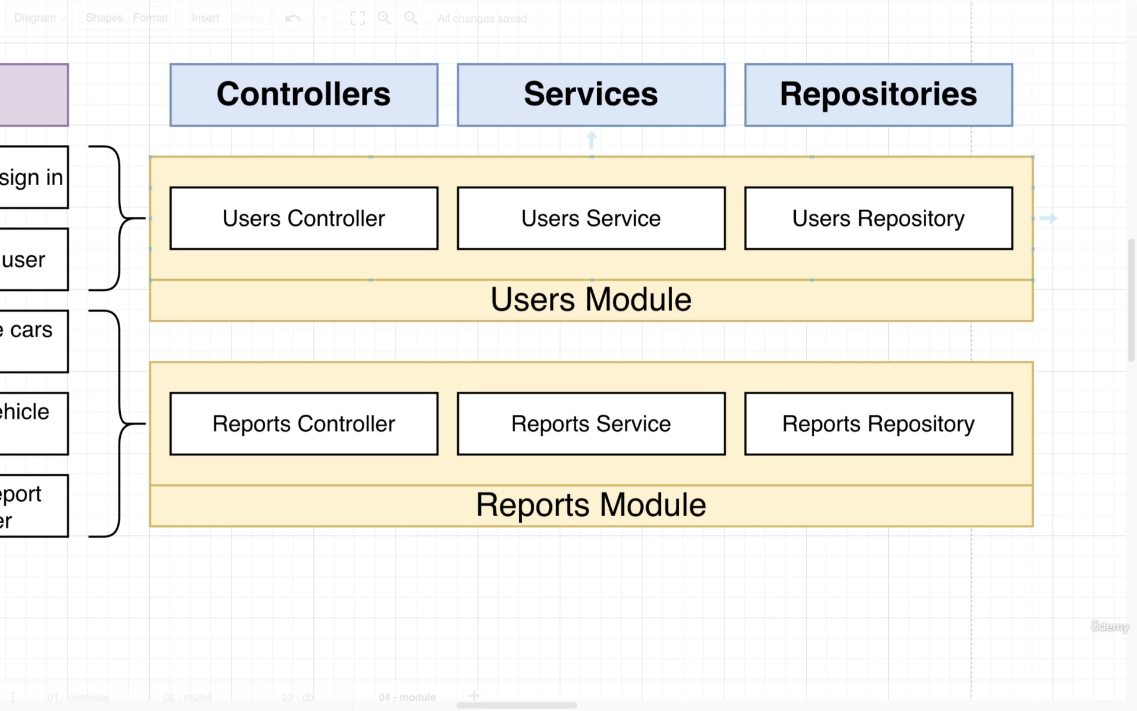 Diagram Shapes Format Insert Delete All changes saved
Controllers Services Repositories
sign in
user
Users Controller Users Service Users Repository
Users Module
e cars
ehicle
Reports Controller Reports Service Reports Repository
eport
er
Reports Module
ûdemy
01 - overview 02 - routes 03 - db 04 - module